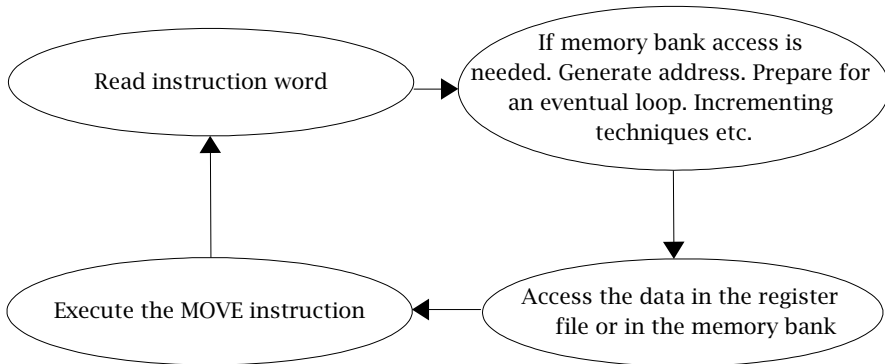 Read instruction word
If memory bank access is
needed. Generate address. Prepare for
an eventual loop. Incrementing
techniques etc.
Access the data in the register
file or in the memory bank
Execute the MOVE instruction